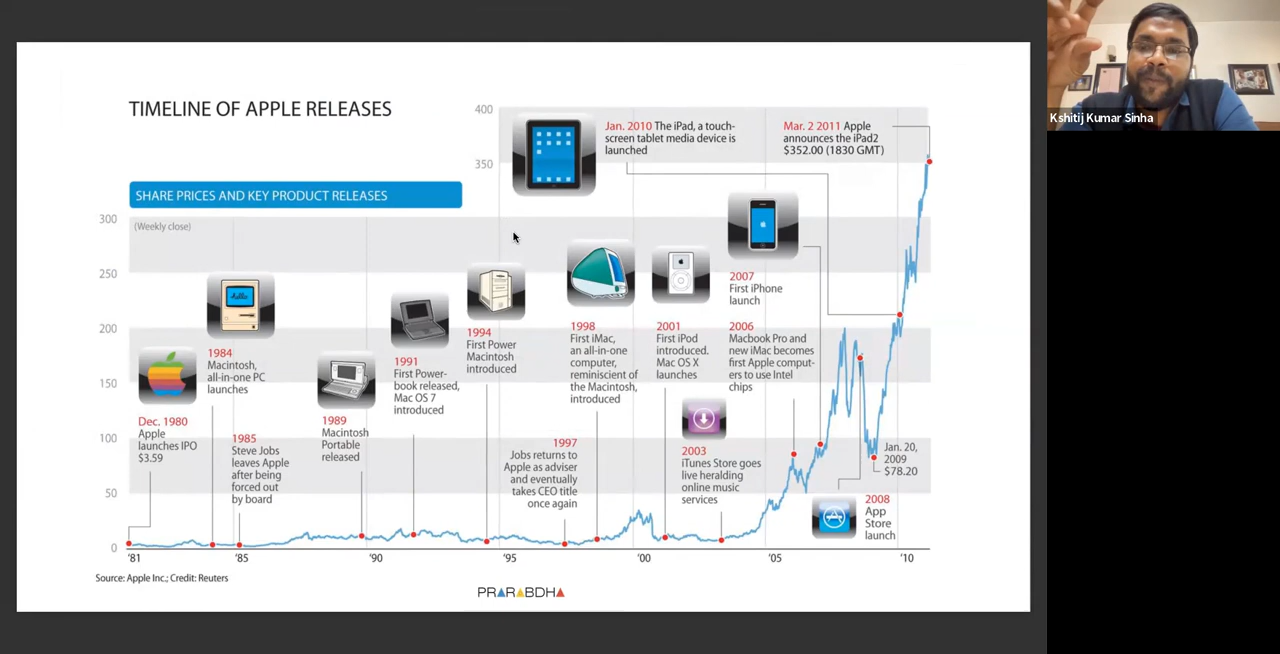 TIMELINE OF APPLE RELEASES
SHARE PRICES AND KEY PRODUCT RELEASES
(Weekly close)
400
350
300
250
200
150
100
50
0
Dec. 1980
Apple
launches IPO
$3.59
hello
1984
Macintosh,
all-in-one PC
launches
1985
Steve Jobs
leaves Apple
after being
forced out
by board
1989
Macintosh
Portable
released
1991
First Power-
book released,
Mac OS 7
introduced
1994
First Power
Macintosh
introduced
1997
Jobs returns to
Apple as adviser
and eventually
takes CEO title
once again
1998
First iMac,
an all-in-one
computer,
reminiscent of
the Macintosh,
introduced
2001
First iPod
introduced.
Mac OS X
launches
2003
iTunes Store goes
live heralding
online music
services
2006
Macbook Pro and
new iMac becomes
first Apple comput-
ers to use Intel
chips
2007
First iPhone
launch
2008
App
Store
launch
Jan. 20,
2009
$78.20
Jan. 2010 The iPad, a touch-
screen tablet media device is
launched
Mar. 2 2011 Apple
announces the iPad2
$352.00 (1830 GMT)
'81
'85
'90
'95
'00
'05
'10
Source: Apple Inc.; Credit: Reuters
PRARABDHA
Kshitij Kumar Sinha